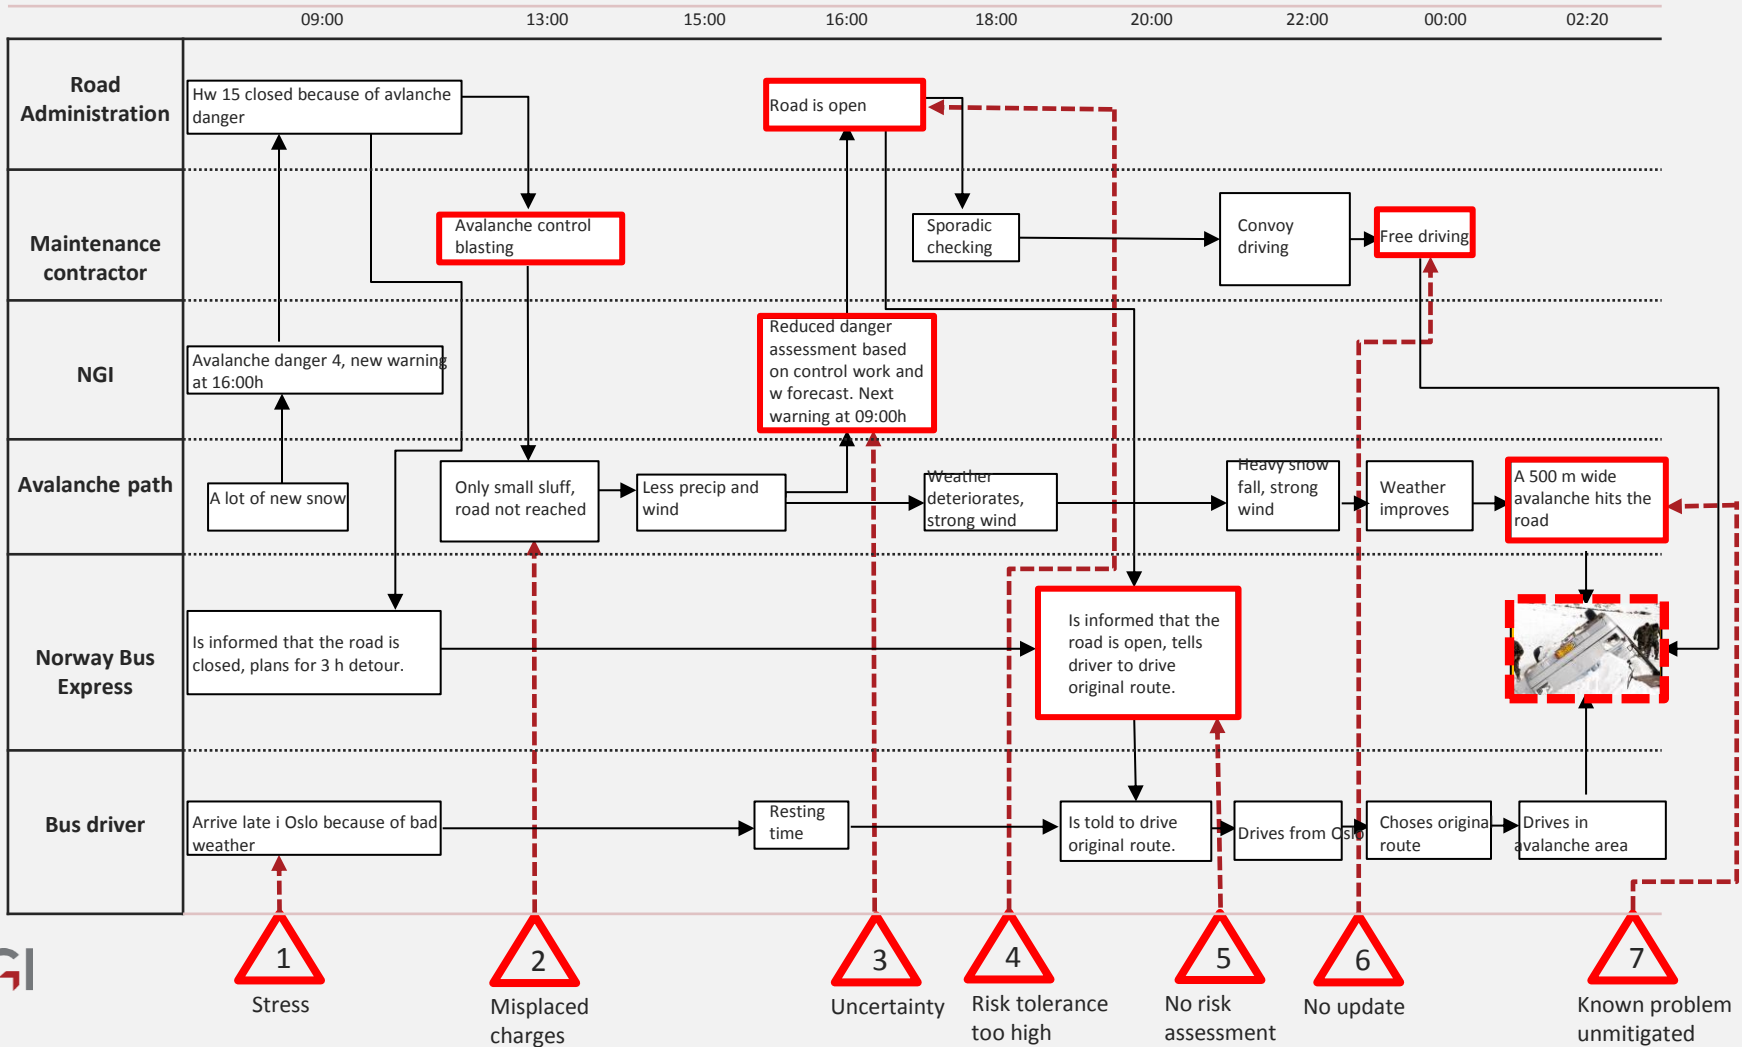 09:00 13:00 15:00 16:00 18:00 20:00 22:00 00:00 02:20
Road
Administration
Hw 15 closed because of avlanche
danger
Road is open
Maintenance
contractor
Avalanche control
blasting
Sporadic
checking
Convoy
driving
Free driving
NGI
Avalanche danger 4, new warning
at 16:00h
Reduced danger
assessment based
on control work and
w forecast. Next
warning at 09:00h
Avalanche path
A lot of new snow
Only small sluff,
road not reached
Less precip and
wind
Weather
deteriorates,
strong wind
Heavy snow
fall, strong
wind
Weather
improves
A 500 m wide
avalanche hits the
road
Norway Bus
Express
Is informed that the road is
closed, plans for 3 h detour.
Is informed that the
road is open, tells
driver to drive
original route.
Bus driver
Arrive late i Oslo because of bad
weather
Resting
time
Is told to drive
original route.
Drives from Oslo
Choses original
route
Drives in
avalanche area
1
Stress
2
Misplaced
charges
3
Uncertainty
4
Risk tolerance
too high
5
No risk
assessment
6
No update
7
Known problem
unmitigated
GI